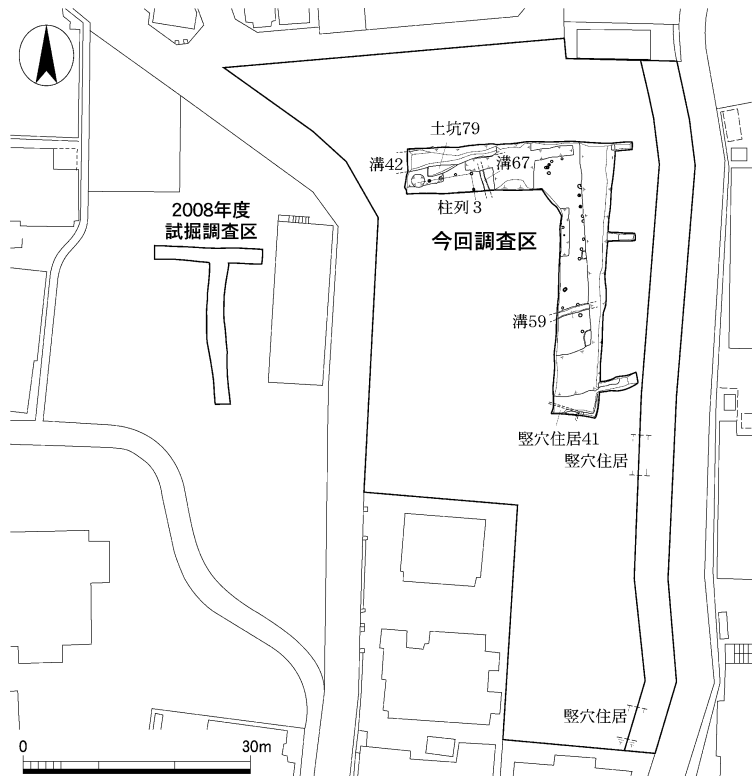 土坑79
溝42
溝67
柱列3
2008年度
試掘調査区
今回調査区
溝59
竪穴住居41
竪穴住居
竪穴住居
0
30m